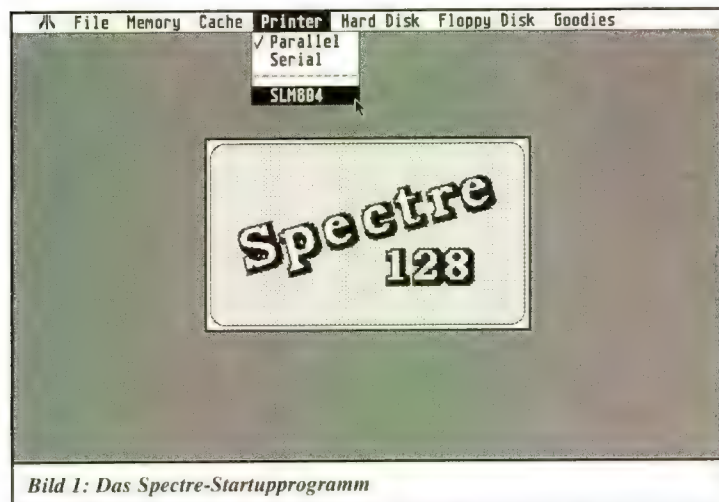 File Memory Cache Printer Hard Disk Floppy Disk Goodies
✓ Parallel
Serial
SLM804
Spectre
128
Bild 1: Das Spectre-Startupprogramm